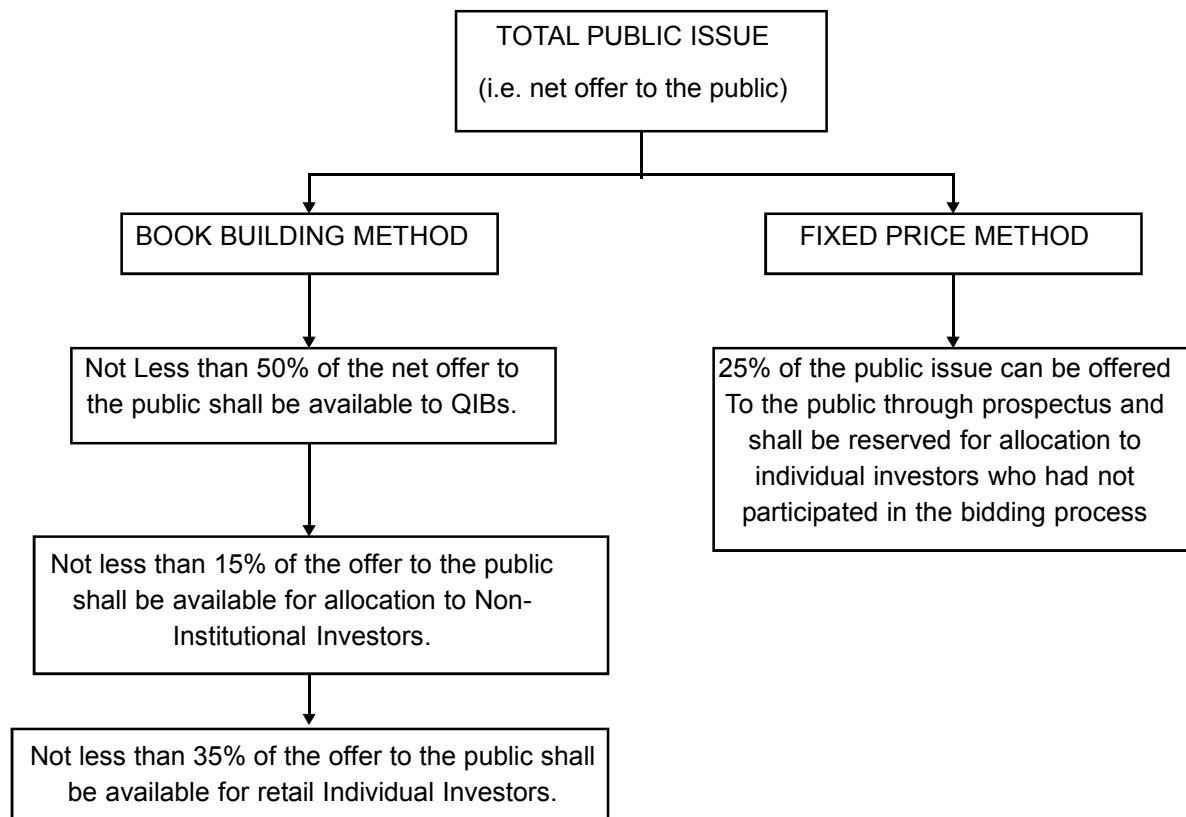 TOTAL PUBLIC ISSUE
(i.e. net offer to the public)
BOOK BUILDING METHOD
FIXED PRICE METHOD
Not Less than 50% of the net offer to
the public shall be available to QIBs.
25% of the public issue can be offered
To the public through prospectus and
shall be reserved for allocation to
individual investors who had not
participated in the bidding process
Not less than 15% of the offer to the public
shall be available for allocation to Non-
Institutional Investors.
Not less than 35% of the offer to the public shall
be available for retail Individual Investors.